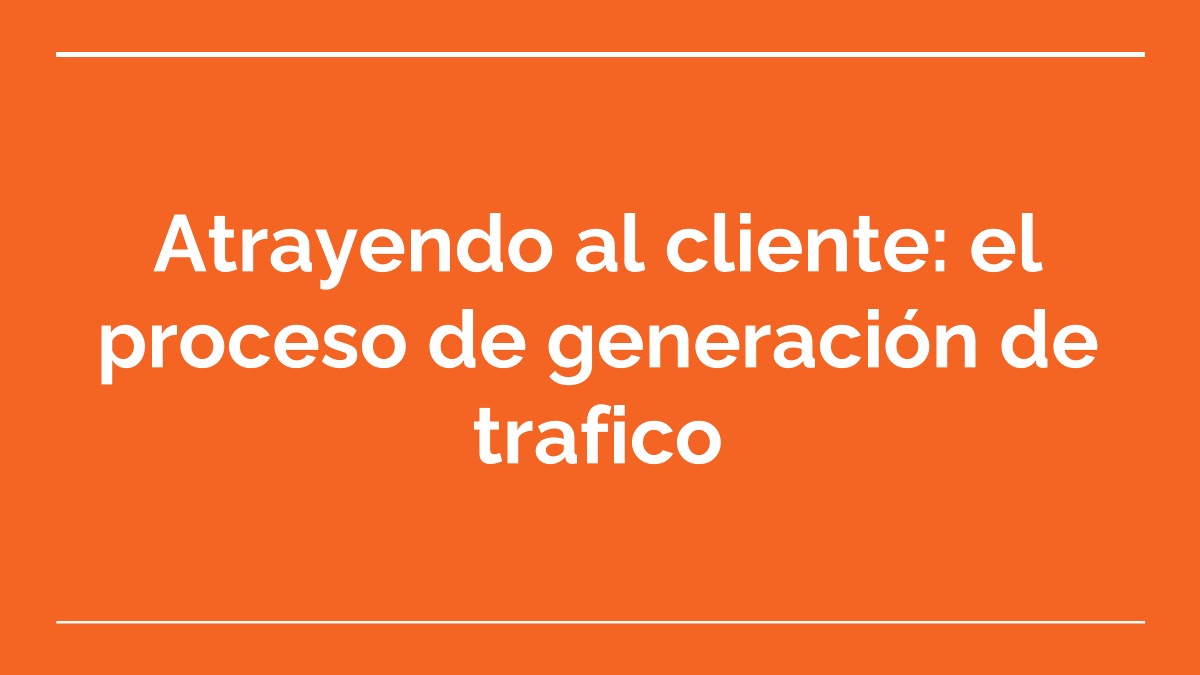 Atrayendo al cliente: el
proceso de generación de
trafico